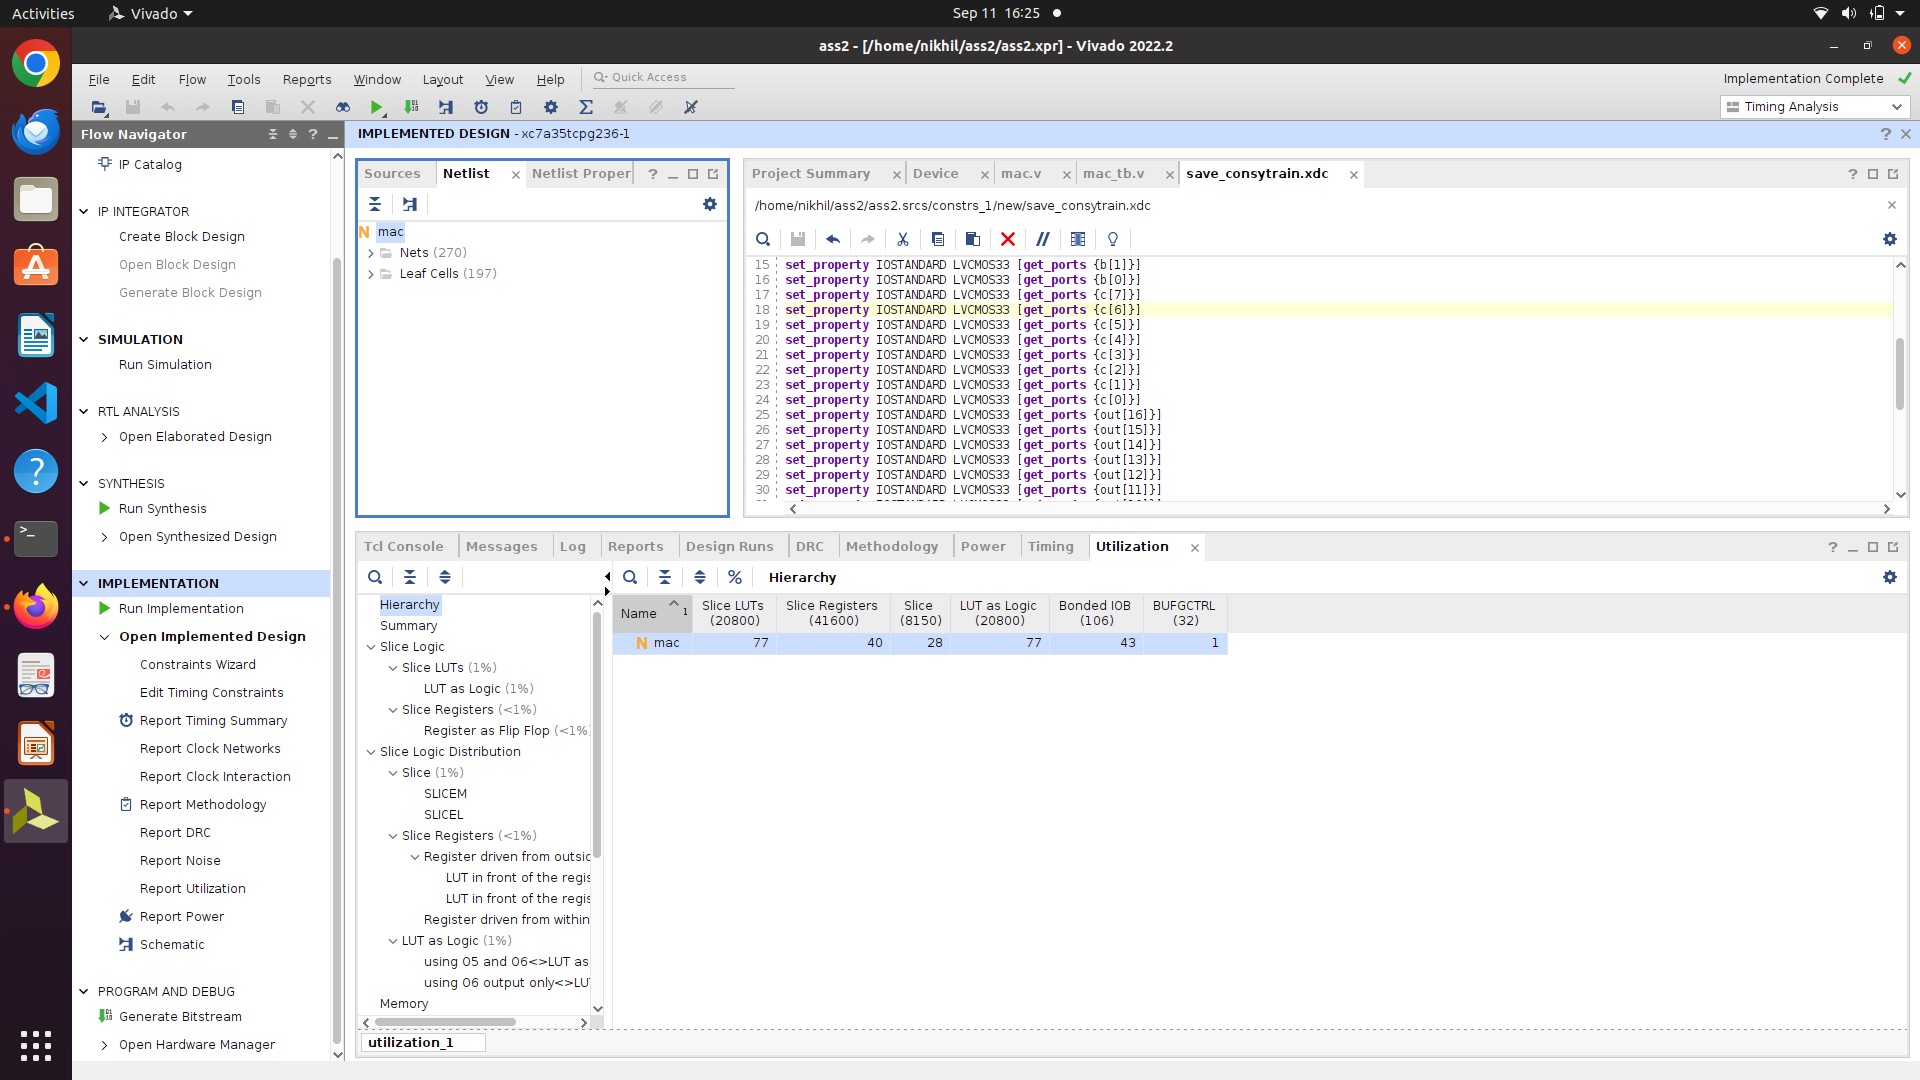 Activities
Vivado
Sep 11 16:25
ass2 - [/home/nikhil/ass2/ass2.xpr] - Vivado 2022.2
File Edit Flow Tools Reports Window Layout View Help Quick Access
Implementation Complete
Timing Analysis
Flow Navigator
IP Catalog
IP INTEGRATOR
Create Block Design
Open Block Design
Generate Block Design
SIMULATION
Run Simulation
RTL ANALYSIS
Open Elaborated Design
SYNTHESIS
Run Synthesis
Open Synthesized Design
IMPLEMENTATION
Run Implementation
Open Implemented Design
Constraints Wizard
Edit Timing Constraints
Report Timing Summary
Report Clock Networks
Report Clock Interaction
Report Methodology
Report DRC
Report Noise
Report Utilization
Report Power
Schematic
PROGRAM AND DEBUG
Generate Bitstream
Open Hardware Manager
IMPLEMENTED DESIGN - xc7a35tcpg236-1
Sources Netlist Netlist Proper
N mac
Nets (270)
Leaf Cells (197)
Project Summary Device mac.v mac_tb.v save_consytrain.xdc
/home/nikhil/ass2/ass2.srcs/constrs_1/new/save_consytrain.xdc
15 set_property IOSTANDARD LVCMOS33 [get_ports {b[1]}]
16 set_property IOSTANDARD LVCMOS33 [get_ports {b[0]}]
17 set_property IOSTANDARD LVCMOS33 [get_ports {c[7]}]
18 set_property IOSTANDARD LVCMOS33 [get_ports {c[6]}]
19 set_property IOSTANDARD LVCMOS33 [get_ports {c[5]}]
20 set_property IOSTANDARD LVCMOS33 [get_ports {c[4]}]
21 set_property IOSTANDARD LVCMOS33 [get_ports {c[3]}]
22 set_property IOSTANDARD LVCMOS33 [get_ports {c[2]}]
23 set_property IOSTANDARD LVCMOS33 [get_ports {c[1]}]
24 set_property IOSTANDARD LVCMOS33 [get_ports {c[0]}]
25 set_property IOSTANDARD LVCMOS33 [get_ports {out[16]}]
26 set_property IOSTANDARD LVCMOS33 [get_ports {out[15]}]
27 set_property IOSTANDARD LVCMOS33 [get_ports {out[14]}]
28 set_property IOSTANDARD LVCMOS33 [get_ports {out[13]}]
29 set_property IOSTANDARD LVCMOS33 [get_ports {out[12]}]
30 set_property IOSTANDARD LVCMOS33 [get_ports {out[11]}]
Tcl Console Messages Log Reports Design Runs DRC Methodology Power Timing Utilization
Hierarchy
Summary
Slice Logic
Slice LUTs (1%)
LUT as Logic (1%)
Slice Registers (<1%)
Register as Flip Flop (<1%
Slice Logic Distribution
Slice (1%)
SLICEM
SLICEL
Slice Registers (<1%)
Register driven from outsic
LUT in front of the regis
LUT in front of the regis
Register driven from within
LUT as Logic (1%)
using O5 and O6<>LUT as
using O6 output only<>LU
Memory
Hierarchy
Name 1 Slice LUTs (20800) Slice Registers (41600) Slice (8150) LUT as Logic (20800) Bonded IOB (106) BUFGCTRL (32)
N mac 77 40 28 77 43 1
utilization_1